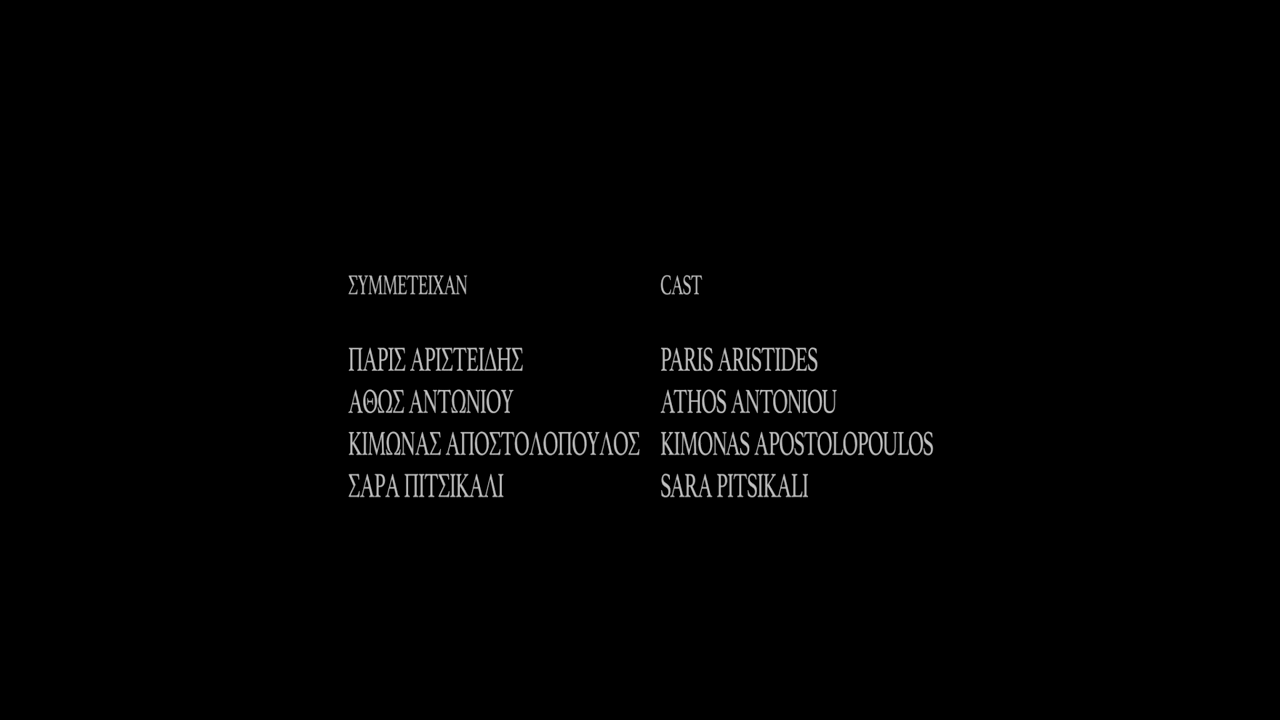 ΣΥΜΜΕΤΕΙΧΑΝ CAST
ΠΑΡΙΣ ΑΡΙΣΤΕΙΔΗΣ PARIS ARISTIDES
ΑΘΩΣ ΑΝΤΩΝΙΟΥ ATHOS ANTONIOU
ΚΙΜΩΝΑΣ ΑΠΟΣΤΟΛΟΠΟΥΛΟΣ KIMONAS APOSTOLOPOULOS
ΣΑΡΑ ΠΙΤΣΙΚΑΛΙ SARA PITSIKALI